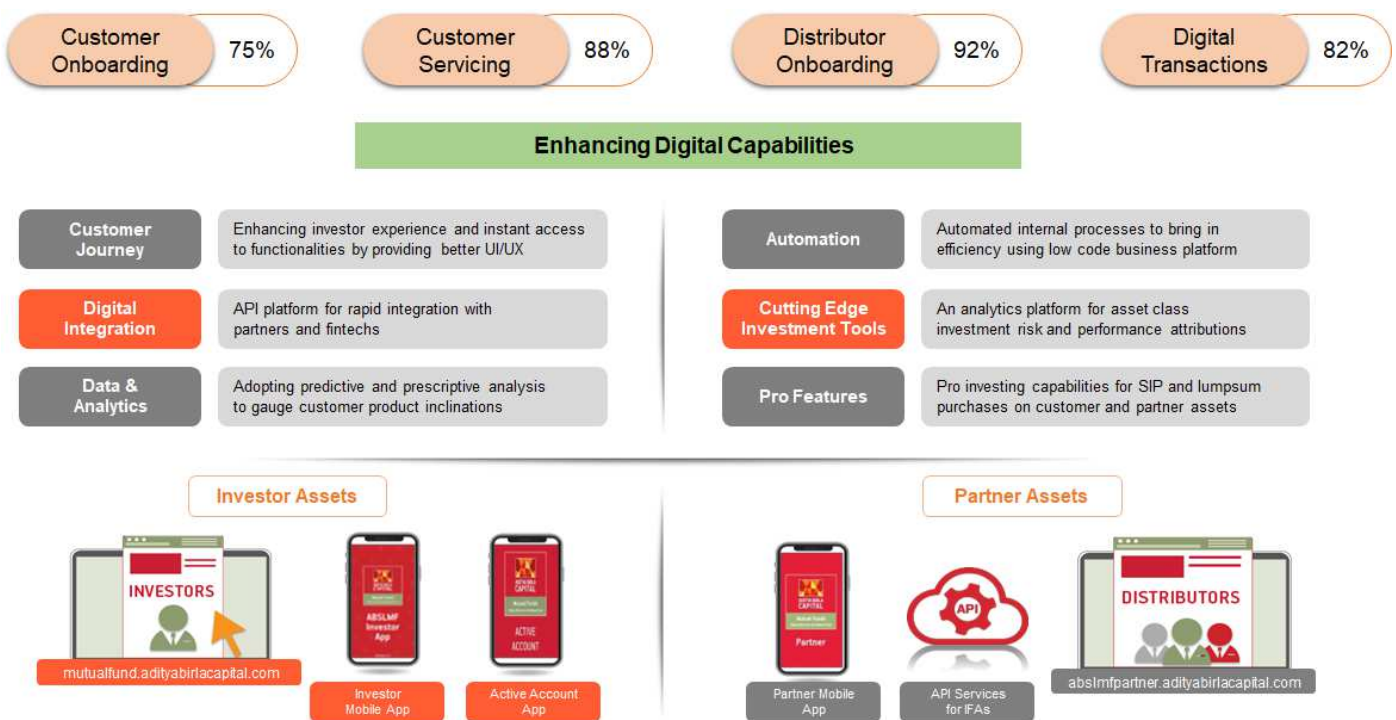 Customer
Onboarding
75%
Customer
Servicing
88%
Distributor
Onboarding
92%
Digital
Transactions
82%
Enhancing Digital Capabilities
Customer
Journey
Enhancing investor experience and instant access
to functionalities by providing better UI/UX
Digital
Integration
API platform for rapid integration with
partners and fintechs
Data &
Analytics
Adopting predictive and prescriptive analysis
to gauge customer product inclinations
Automation
Automated internal processes to bring in
efficiency using low code business platform
Cutting Edge
Investment Tools
An analytics platform for asset class
investment risk and performance attributions
Pro Features
Pro investing capabilities for SIP and lumpsum
purchases on customer and partner assets
Investor Assets
INVESTORS
mutualfund.adityabirlacapital.com
CAPITAL
ABSLMF
Investor
App
Investor
Mobile App
CAPITAL
ACTIVE
ACCOUNT
Active Account
App
Partner Assets
CAPITAL
Partner
Partner Mobile
App
API
API Services
for IFAs
DISTRIBUTORS
abslmfpartner.adityabirlacapital.com